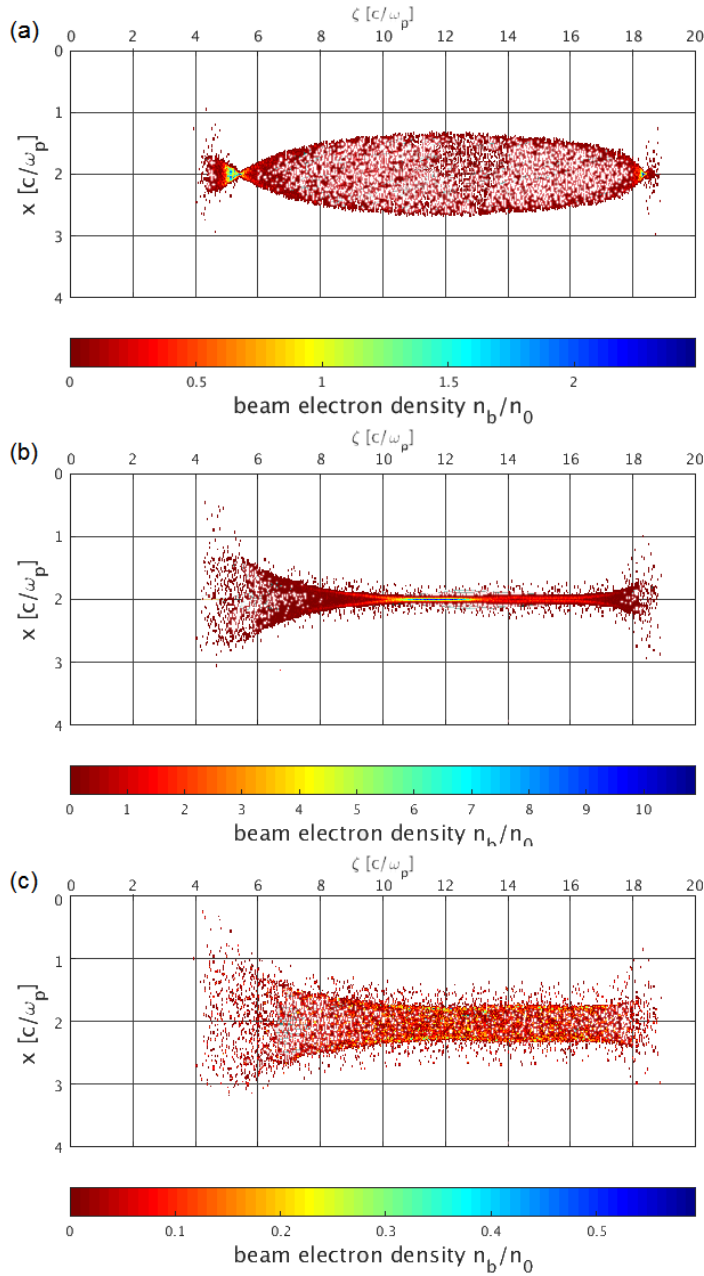 (a)
ζ [c/ω_p]
0 2 4 6 8 10 12 14 16 18 20
0
1
2
3
4
x [c/ω_p]
0 0.5 1 1.5 2
beam electron density n_b/n_0
(b)
ζ [c/ω_p]
0 2 4 6 8 10 12 14 16 18 20
0
1
2
3
4
x [c/ω_p]
0 1 2 3 4 5 6 7 8 9 10
beam electron density n_b/n_0
(c)
ζ [c/ω_p]
0 2 4 6 8 10 12 14 16 18 20
0
1
2
3
4
x [c/ω_p]
0 0.1 0.2 0.3 0.4 0.5
beam electron density n_b/n_0